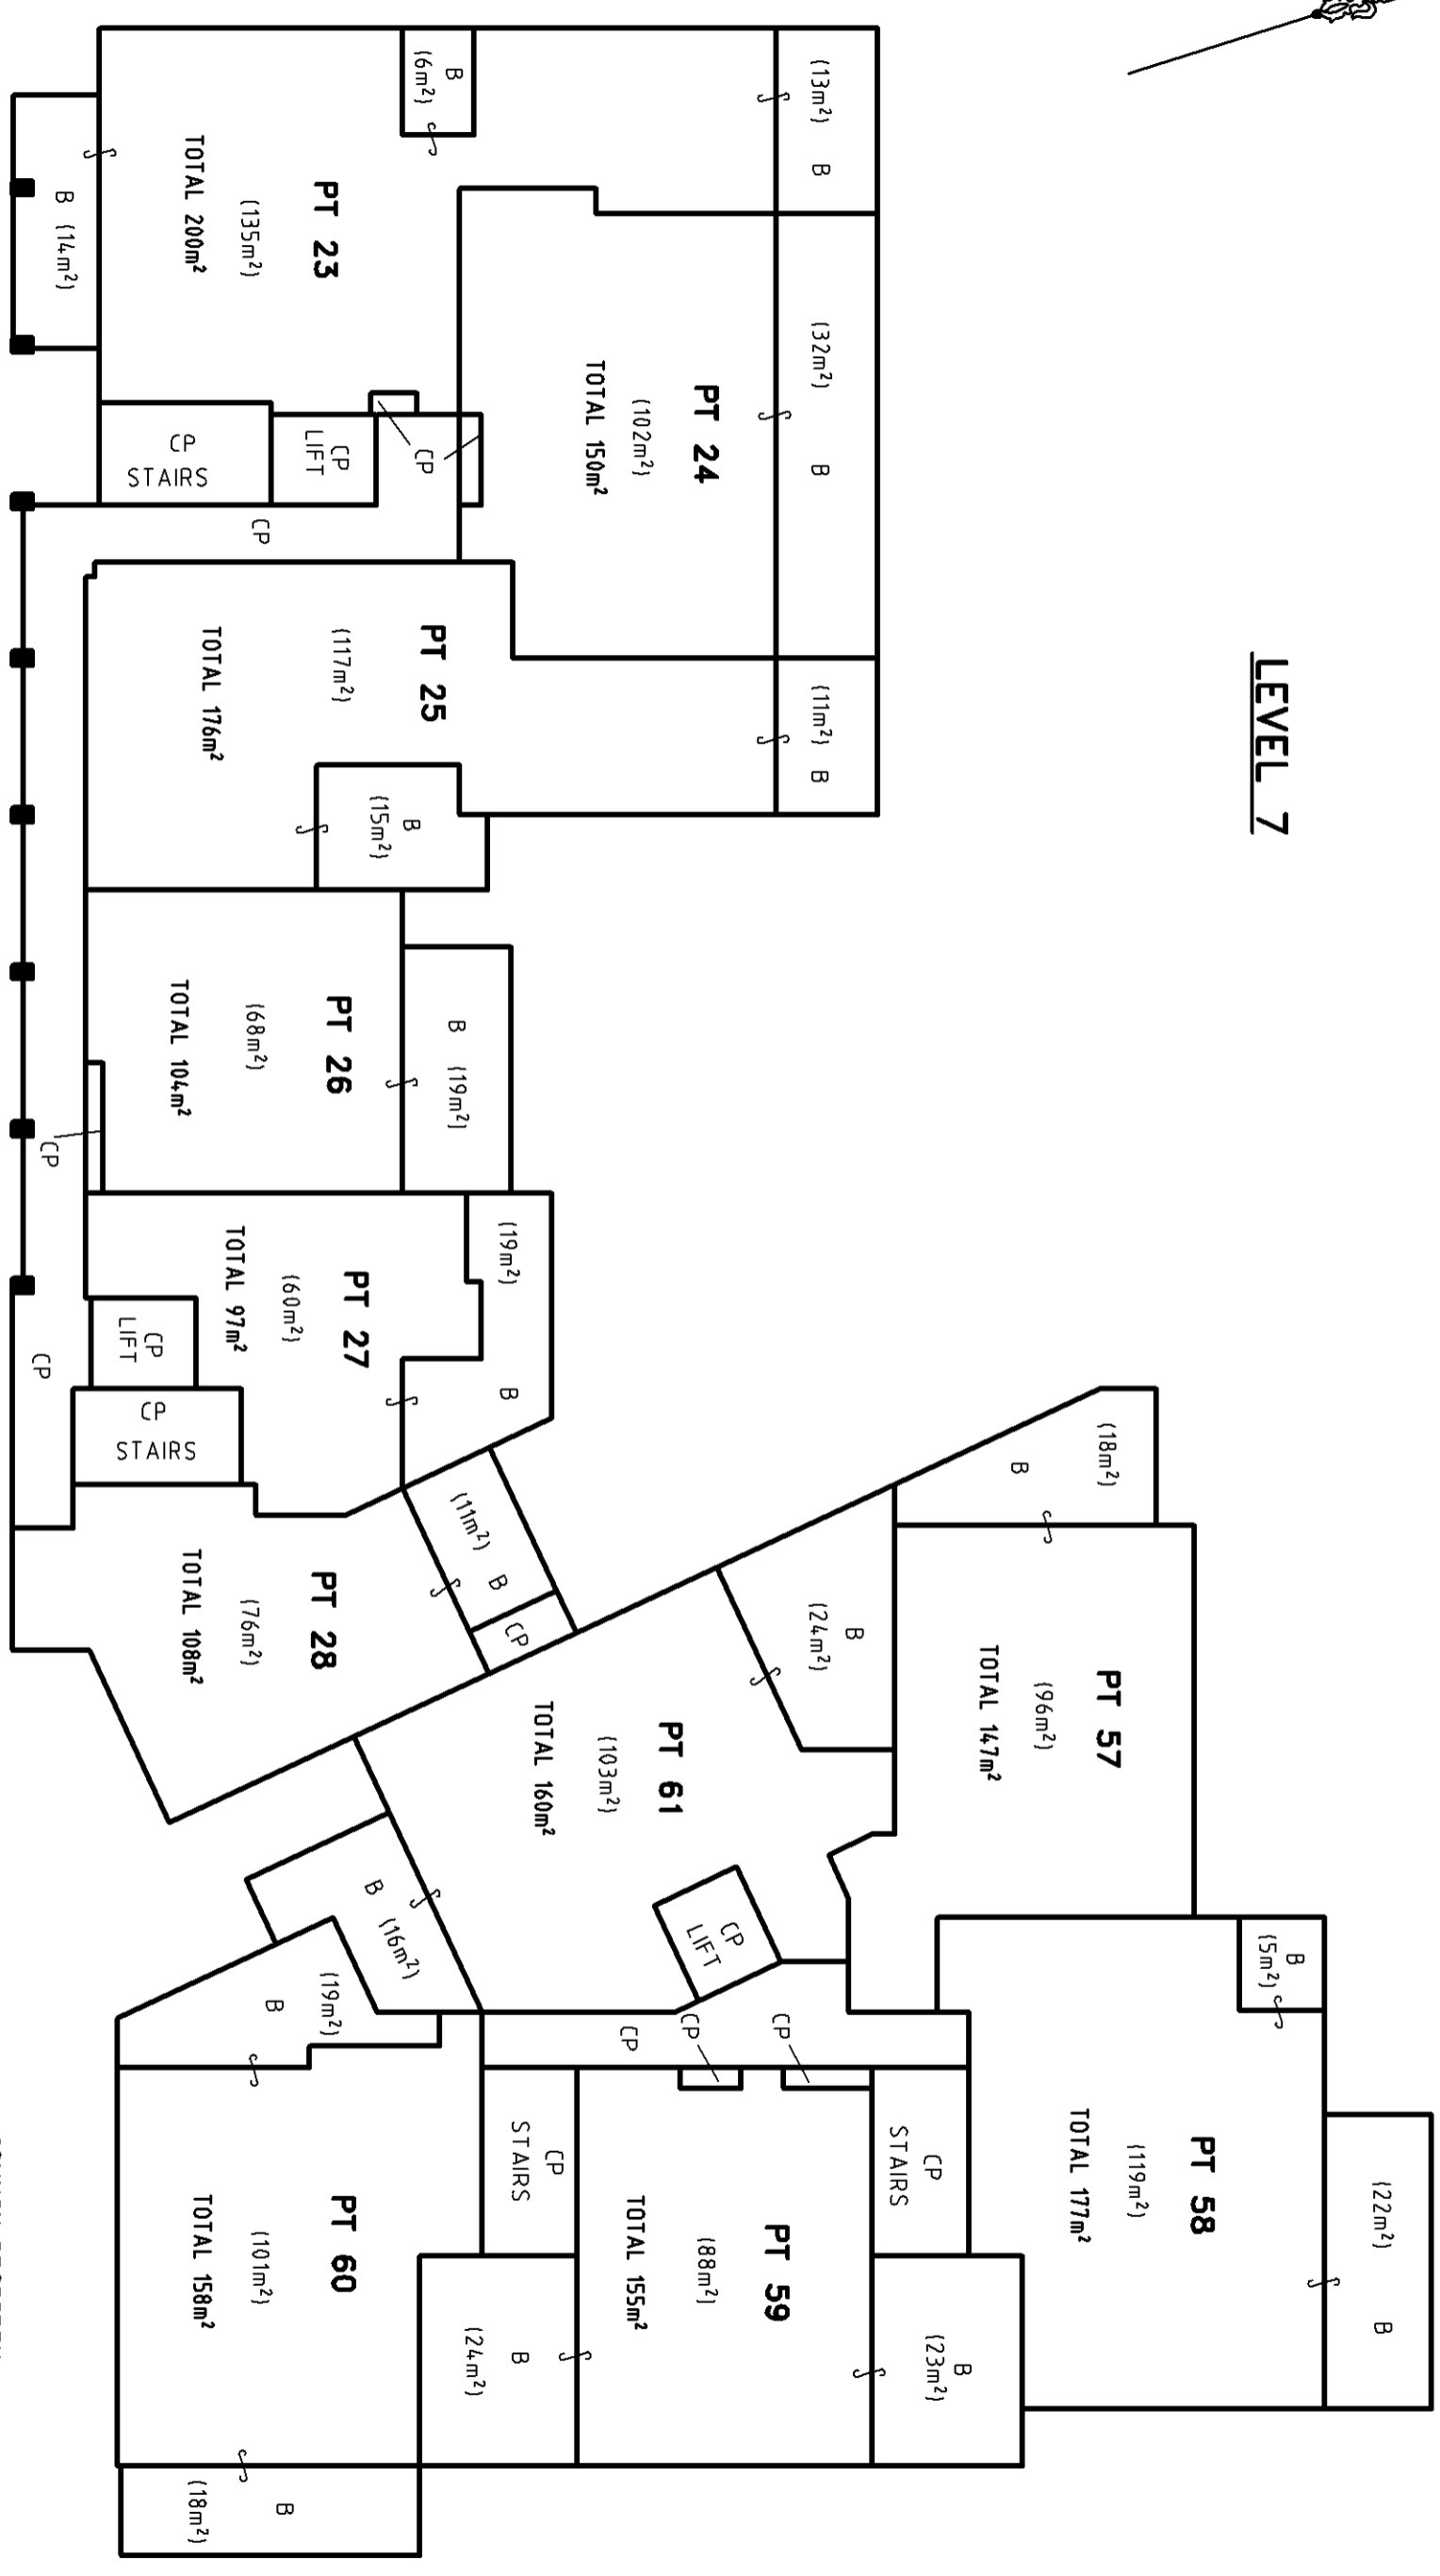 LEVEL 7
(13m²) B
B
(6m²)
PT 23
(135m²)
TOTAL 200m²
B (14m²)
(32m²) B
PT 24
(102m²)
TOTAL 150m²
CP
CP
LIFT
CP
STAIRS
CP
(11m²) B
PT 25
(117m²)
TOTAL 176m²
B
(15m²)
B (19m²)
PT 26
(68m²)
TOTAL 104m²
CP
(19m²) B
PT 27
(60m²)
TOTAL 97m²
CP
LIFT
CP
STAIRS
CP
(11m²) B
CP
PT 28
(76m²)
TOTAL 108m²
(18m²)
B
PT 57
(96m²)
TOTAL 147m²
B
(24m²)
PT 61
(103m²)
TOTAL 160m²
CP
LIFT
B (16m²)
B
(5m²)
(22m²) B
PT 58
(119m²)
TOTAL 177m²
CP
CP
CP
CP
STAIRS
B
(23m²)
PT 59
(88m²)
TOTAL 155m²
CP
STAIRS
B
(24m²)
(19m²)
B
PT 60
(101m²)
TOTAL 158m²
B
(18m²)